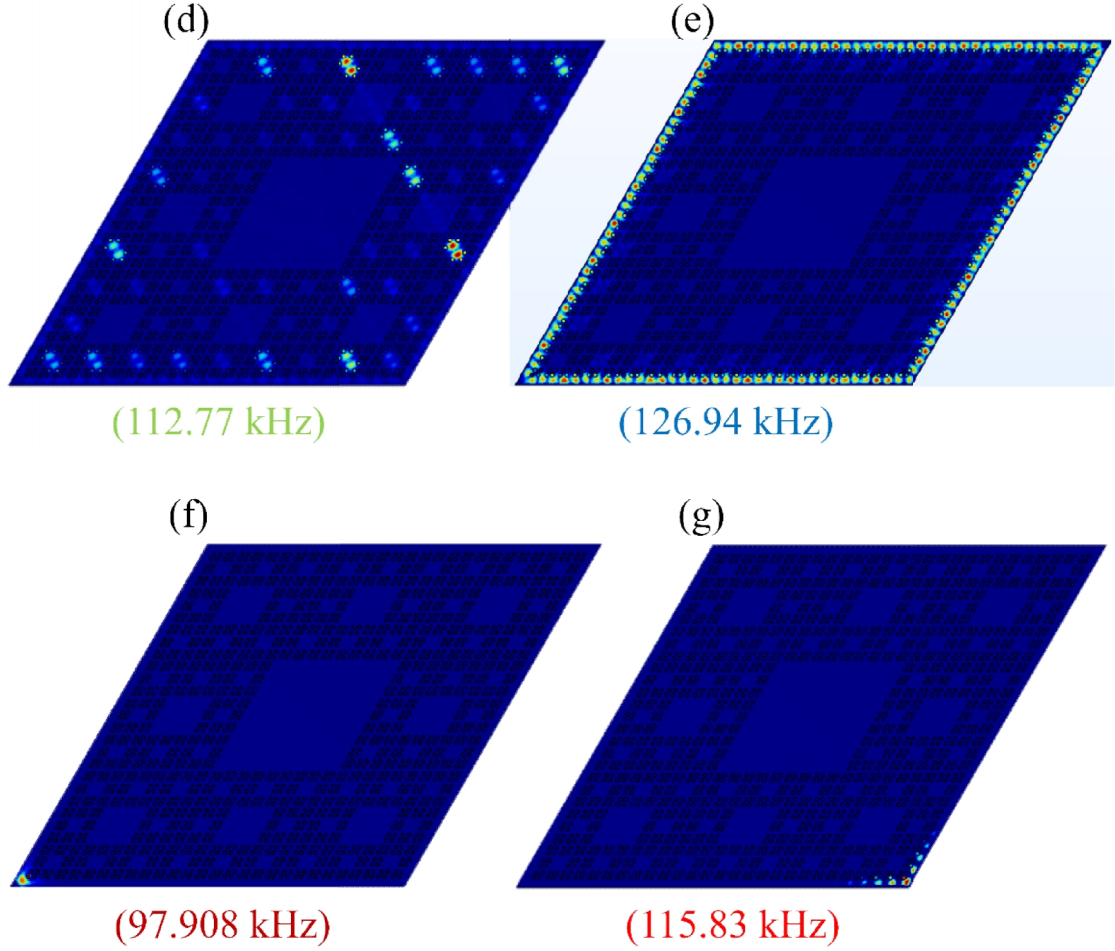 (d)
(e)
(112.77 kHz)
(126.94 kHz)
(f)
(g)
(97.908 kHz)
(115.83 kHz)